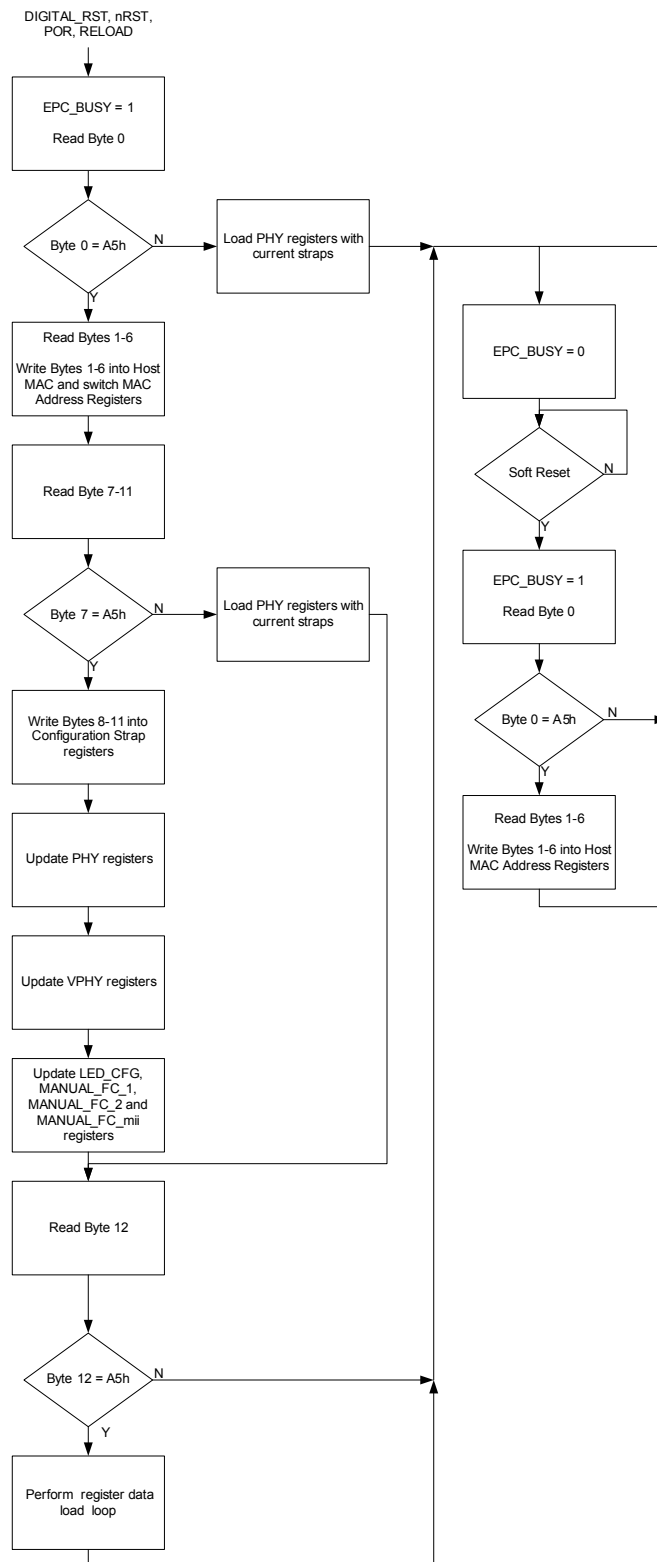 DIGITAL_RST, nRST,
POR, RELOAD
EPC_BUSY = 1
Read Byte 0
Byte 0 = A5h
N
Y
Load PHY registers with
current straps
Read Bytes 1-6
Write Bytes 1-6 into Host
MAC and switch MAC
Address Registers
Read Byte 7-11
Byte 7 = A5h
N
Y
Load PHY registers with
current straps
Write Bytes 8-11 into
Configuration Strap
registers
Update PHY registers
Update VPHY registers
Update LED_CFG,
MANUAL_FC_1,
MANUAL_FC_2 and
MANUAL_FC_mii
registers
Read Byte 12
Byte 12 = A5h
N
Y
Perform register data
load loop
EPC_BUSY = 0
Soft Reset
N
Y
EPC_BUSY = 1
Read Byte 0
Byte 0 = A5h
N
Y
Read Bytes 1-6
Write Bytes 1-6 into Host
MAC Address Registers